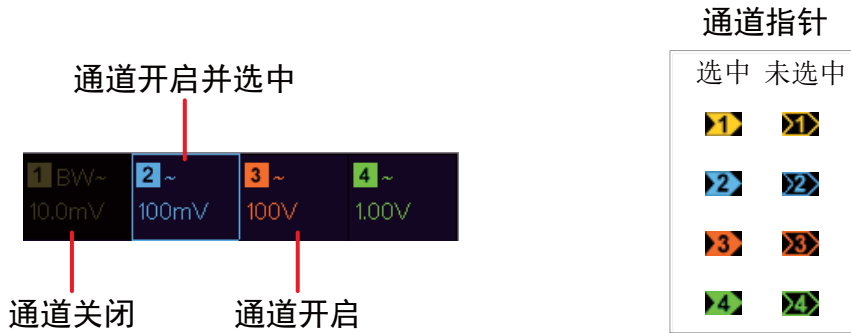 通道指针
通道开启并选中
选中 未选中
1 1
2 2
3 3
4 4
1 BW~ 2 ~ 3 ~ 4 ~
10.0mV 100mV 100V 1.00V
通道关闭 通道开启